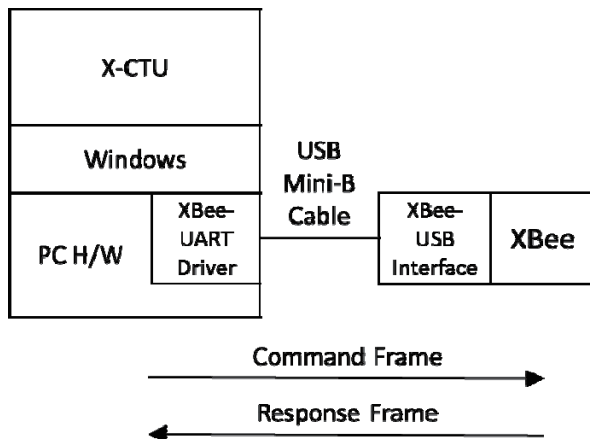 X-CTU
Windows
USB
Mini-B
Cable
PC H/W
XBee-
UART
Driver
XBee-
USB
Interface
XBee
Command Frame
Response Frame